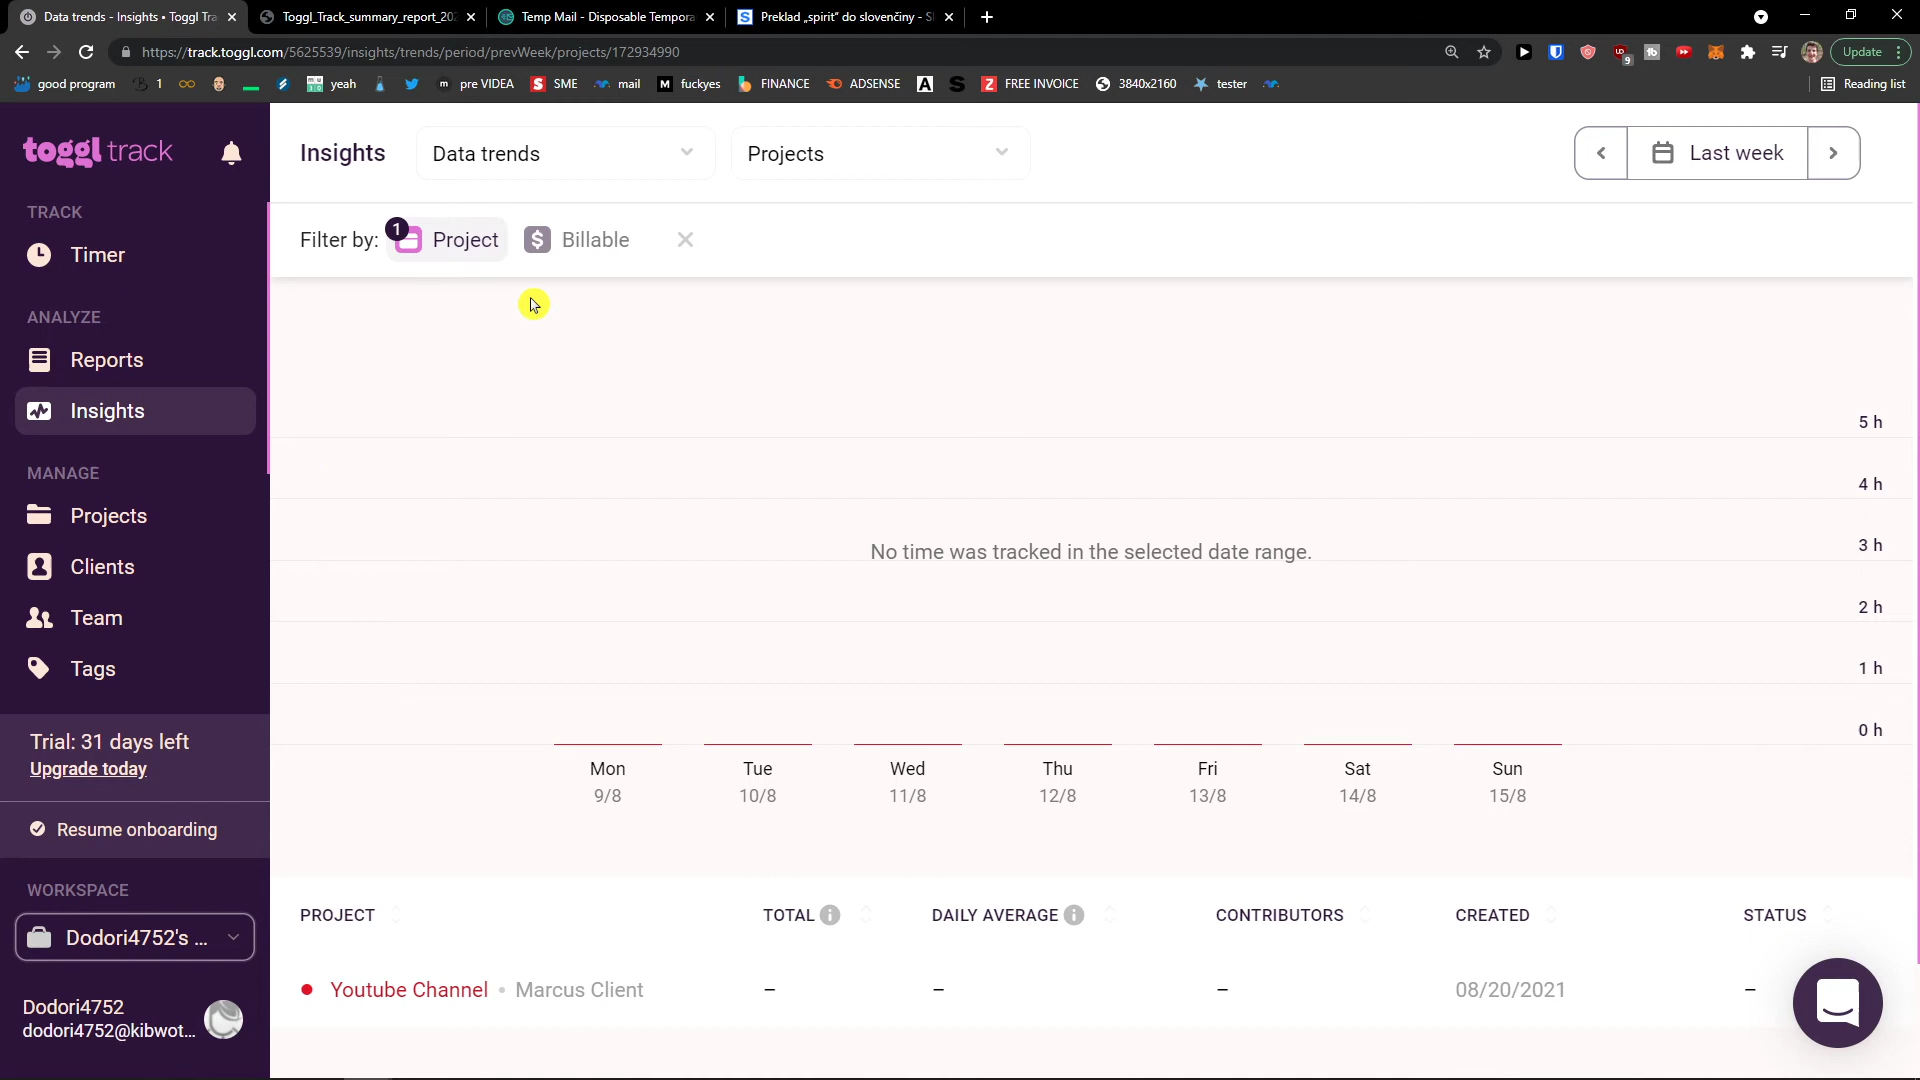 Data trends - Insights • Toggl Tra
Toggl_Track_summary_report_202
Temp Mail - Disposable Tempora
Preklad „spirit“ do slovenčiny - S
https://track.toggl.com/5625539/insights/trends/period/prevWeek/projects/172934990
9
Update
good program
1
yeah
m
pre VIDEA
S
SME
mail
M
fuckyes
FINANCE
ADSENSE
A
S
Z
FREE INVOICE
3840x2160
tester
Reading list
toggl track
Insights
Data trends
Projects
Last week
TRACK
Timer
Filter by:
1
Project
$
Billable
ANALYZE
Reports
Insights
MANAGE
Projects
Clients
Team
Tags
5 h
4 h
3 h
2 h
1 h
0 h
No time was tracked in the selected date range.
Mon
9/8
Tue
10/8
Wed
11/8
Thu
12/8
Fri
13/8
Sat
14/8
Sun
15/8
Trial: 31 days left
Upgrade today
Resume onboarding
WORKSPACE
Dodori4752's ...
Dodori4752
dodori4752@kibwot...
PROJECT
TOTAL
DAILY AVERAGE
CONTRIBUTORS
CREATED
STATUS
Youtube Channel • Marcus Client
–
–
–
08/20/2021
–